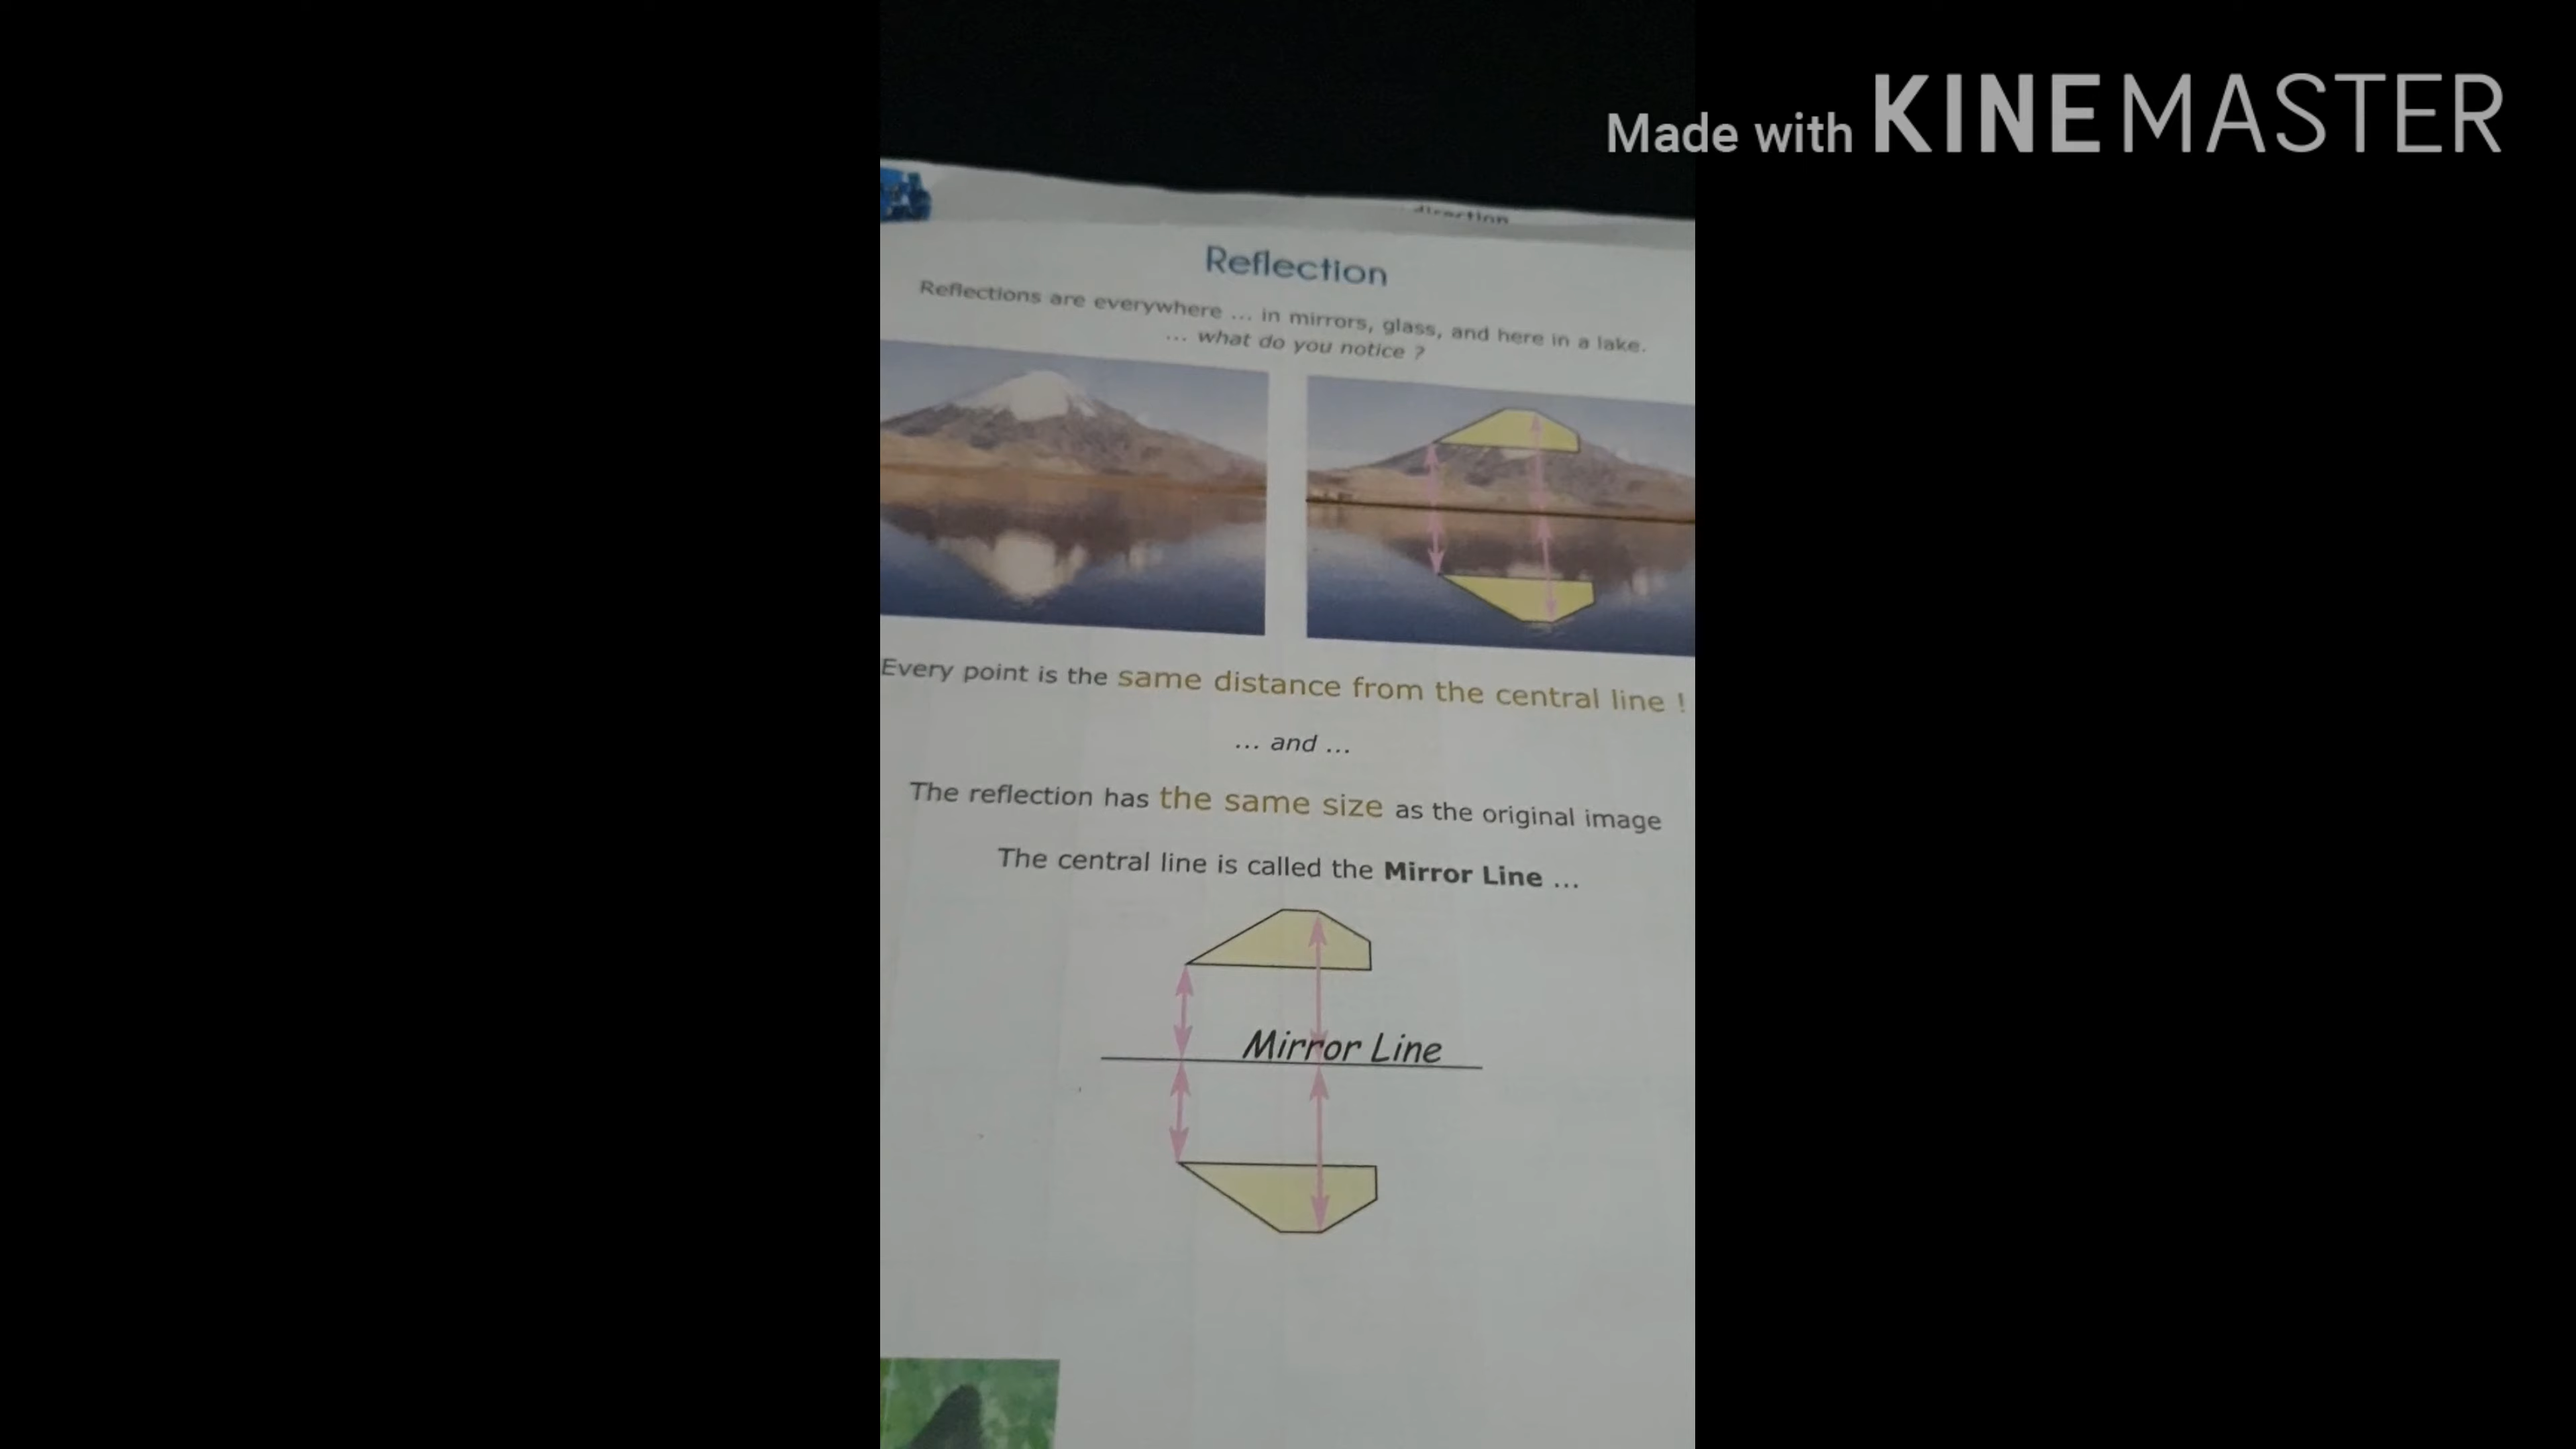 Made with KINEMASTER
direction
Reflection
Reflections are everywhere ... in mirrors, glass, and here in a lake.
... what do you notice ?
Every point is the same distance from the central line !
... and ...
The reflection has the same size as the original image
The central line is called the Mirror Line ...
Mirror Line